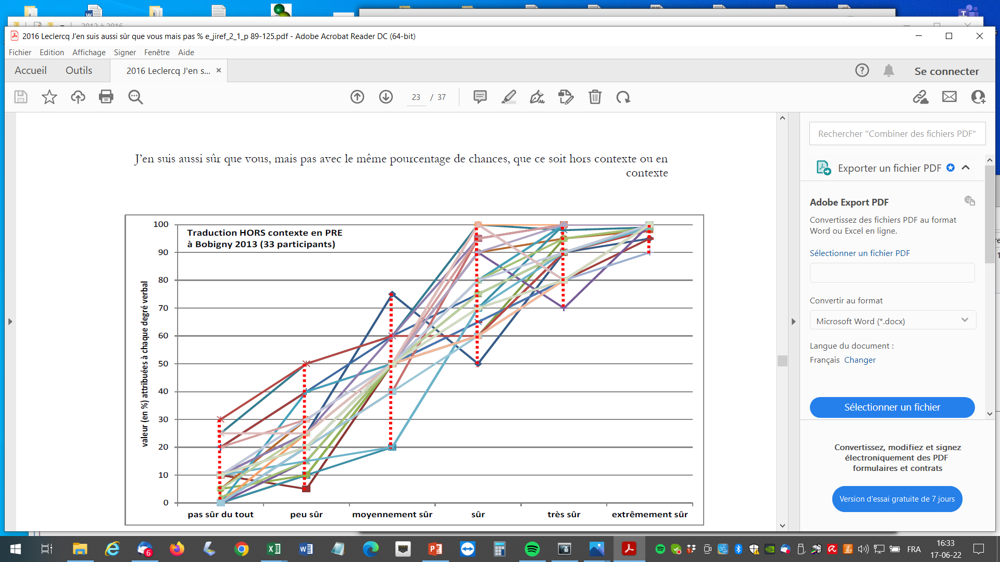 2012 à 2016
2016 Leclercq J'en suis aussi sûr que vous mais pas % e_jiref_2_1_p 89-125.pdf - Adobe Acrobat Reader DC (64-bit)
Fichier Edition Affichage Signer Fenêtre Aide
Accueil Outils 2016 Leclercq J'en s... × Se connecter
23 / 37
Rechercher "Combiner des fichiers PDF"
J'en suis aussi sûr que vous, mais pas avec le même pourcentage de chances, que ce soit hors contexte ou en
contexte
Traduction HORS contexte en PRE
à Bobigny 2013 (33 participants)
valeur (en %) attribuées à chaque degré verbal
100
90
80
70
60
50
40
30
20
10
0
pas sûr du tout peu sûr moyennement sûr sûr très sûr extrêmement sûr
Exporter un fichier PDF
Adobe Export PDF
Convertissez des fichiers PDF au format
Word ou Excel en ligne.
Sélectionner un fichier PDF
Convertir au format
Microsoft Word (*.docx)
Langue du document :
Français Changer
Sélectionner un fichier
Convertissez, modifiez et signez
électroniquement des PDF
formulaires et contrats
Version d'essai gratuite de 7 jours
6
FRA
16:33
17-06-22